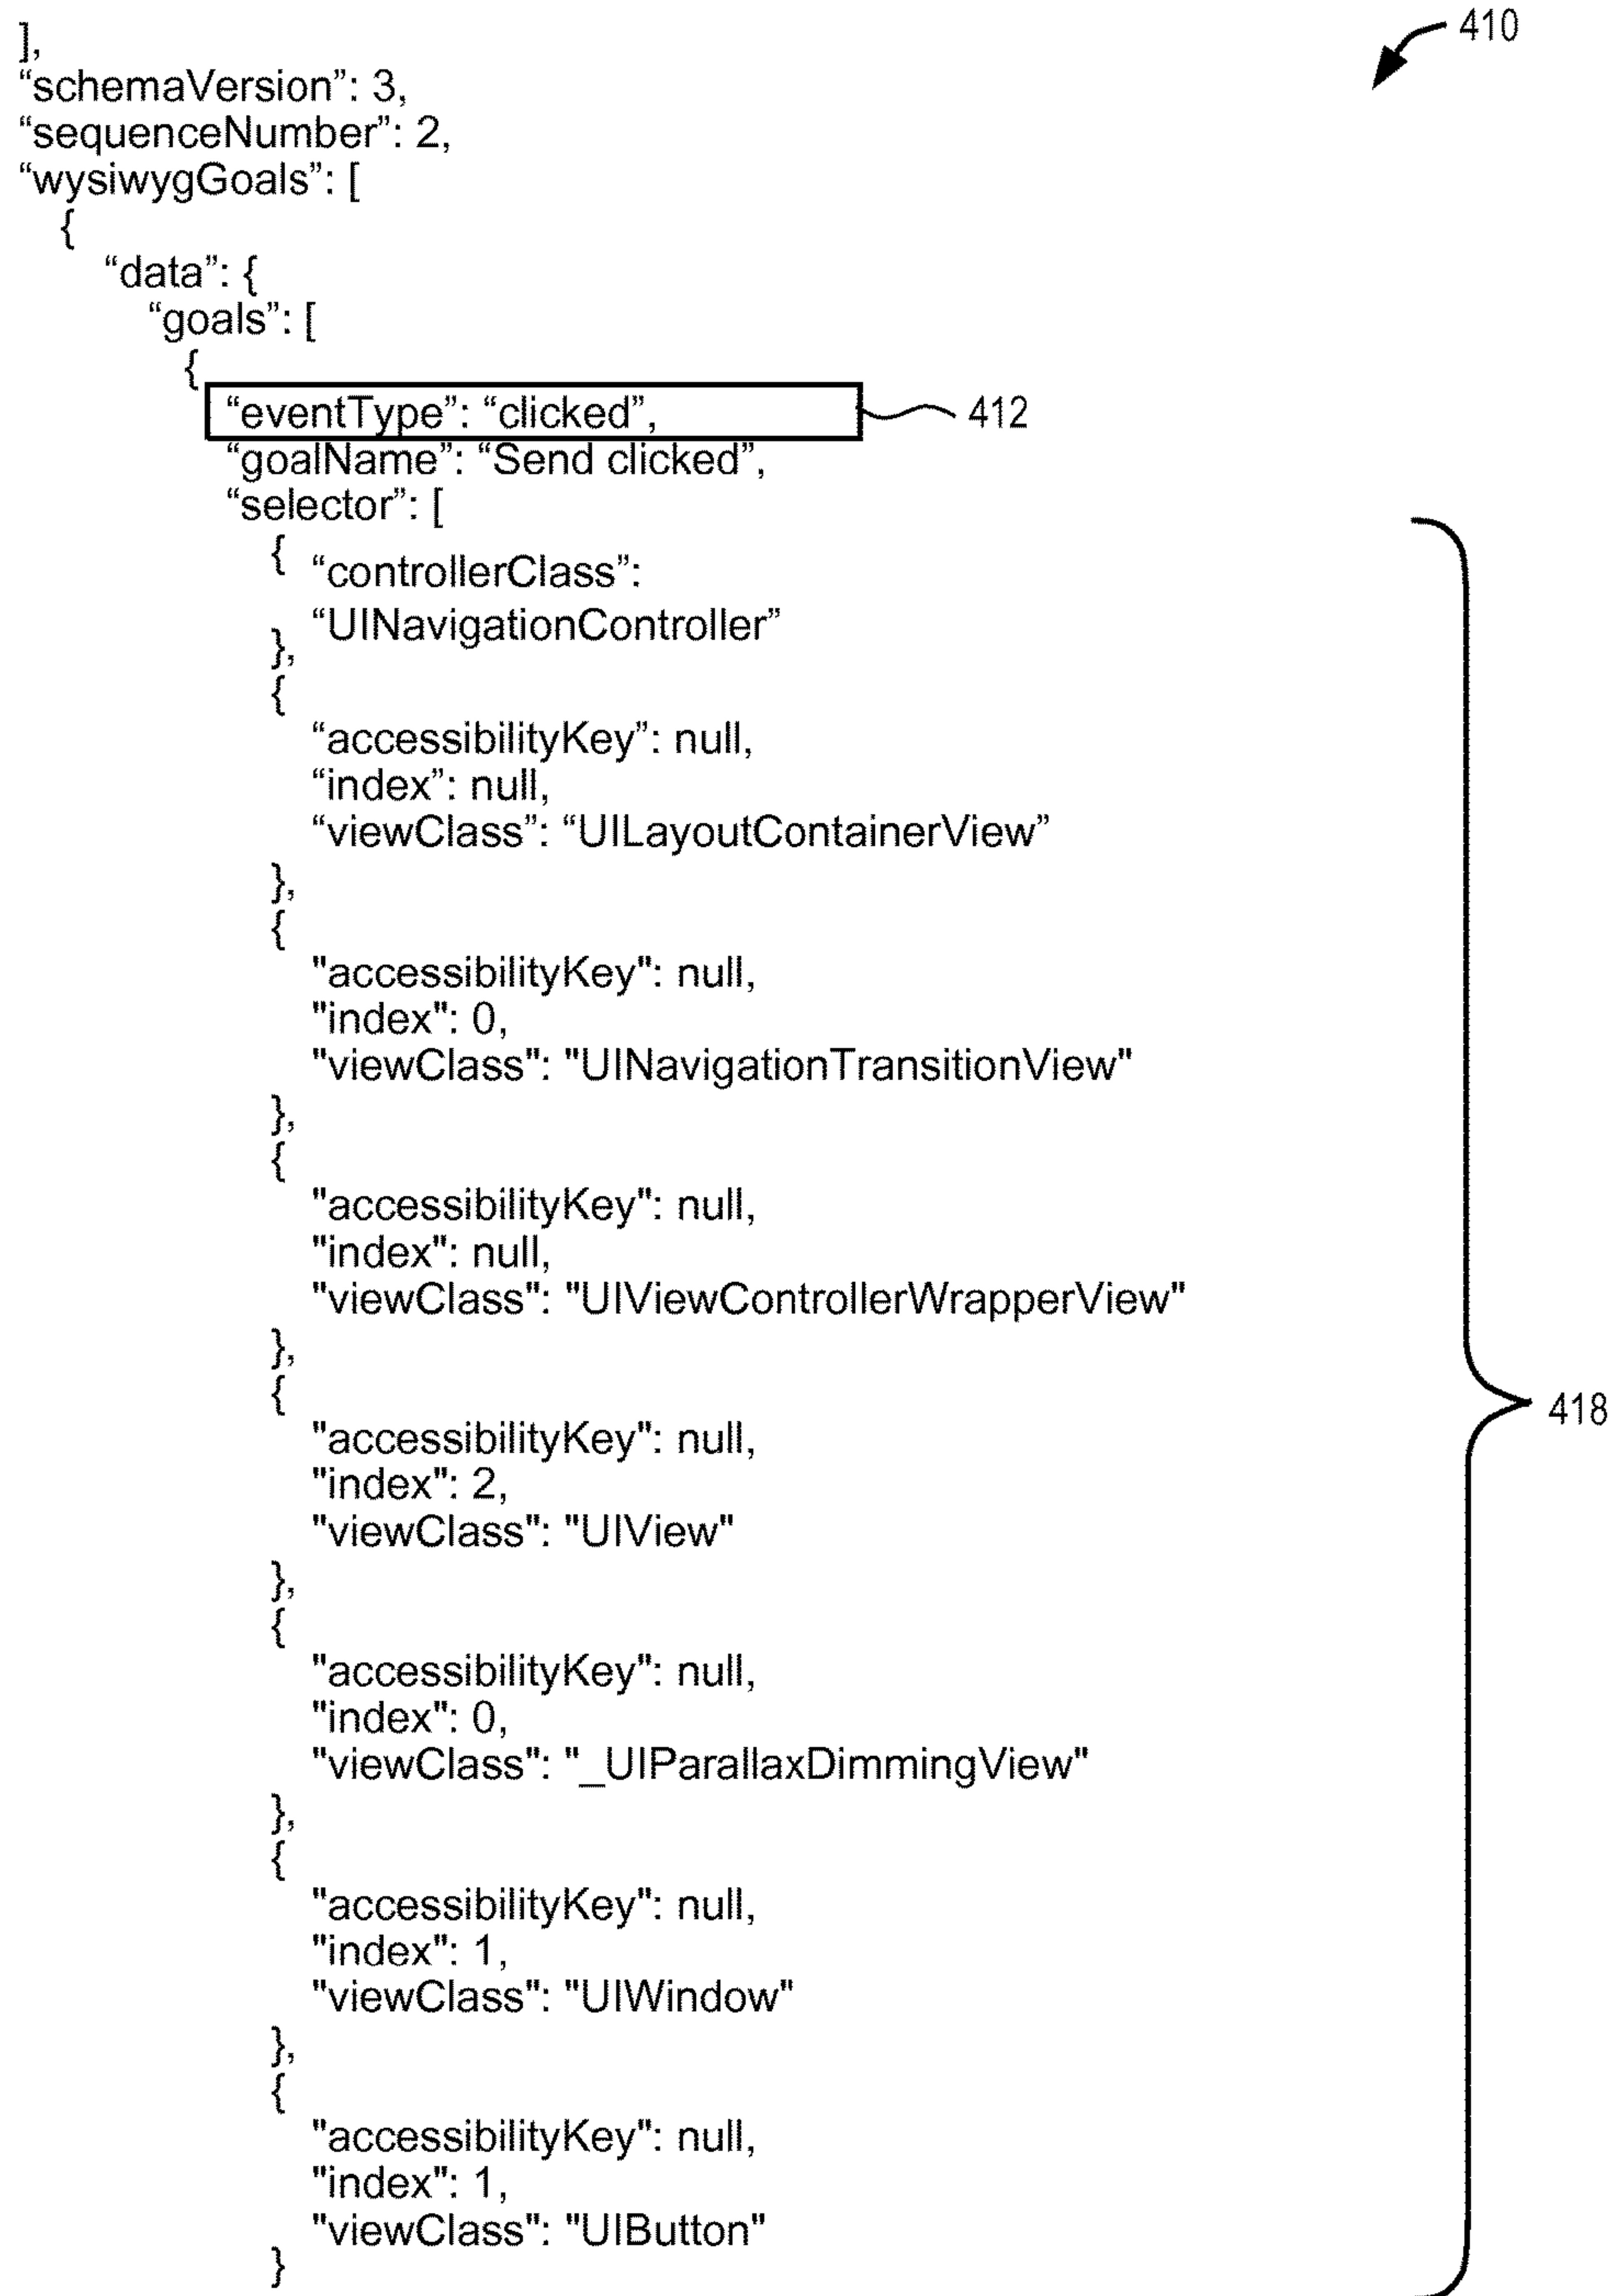 410
],
“schemaVersion”: 3,
“sequenceNumber”: 2,
“wysiwygGoals”: [
{
“data”: {
“goals”: [
{
“eventType”: “clicked”,
412
“goalName”: “Send clicked”,
“selector”: [
{
“controllerClass”:
“UINavigationController”
},
{
“accessibilityKey”: null,
“index”: null,
“viewClass”: “UILayoutContainerView”
},
{
"accessibilityKey": null,
"index": 0,
"viewClass": "UINavigationTransitionView"
},
{
"accessibilityKey": null,
"index": null,
"viewClass": "UIViewControllerWrapperView"
},
{
418
"accessibilityKey": null,
"index": 2,
"viewClass": "UIView"
},
{
"accessibilityKey": null,
"index": 0,
"viewClass": "_UIParallaxDimmingView"
},
{
"accessibilityKey": null,
"index": 1,
"viewClass": "UIWindow"
},
{
"accessibilityKey": null,
"index": 1,
"viewClass": "UIButton"
}